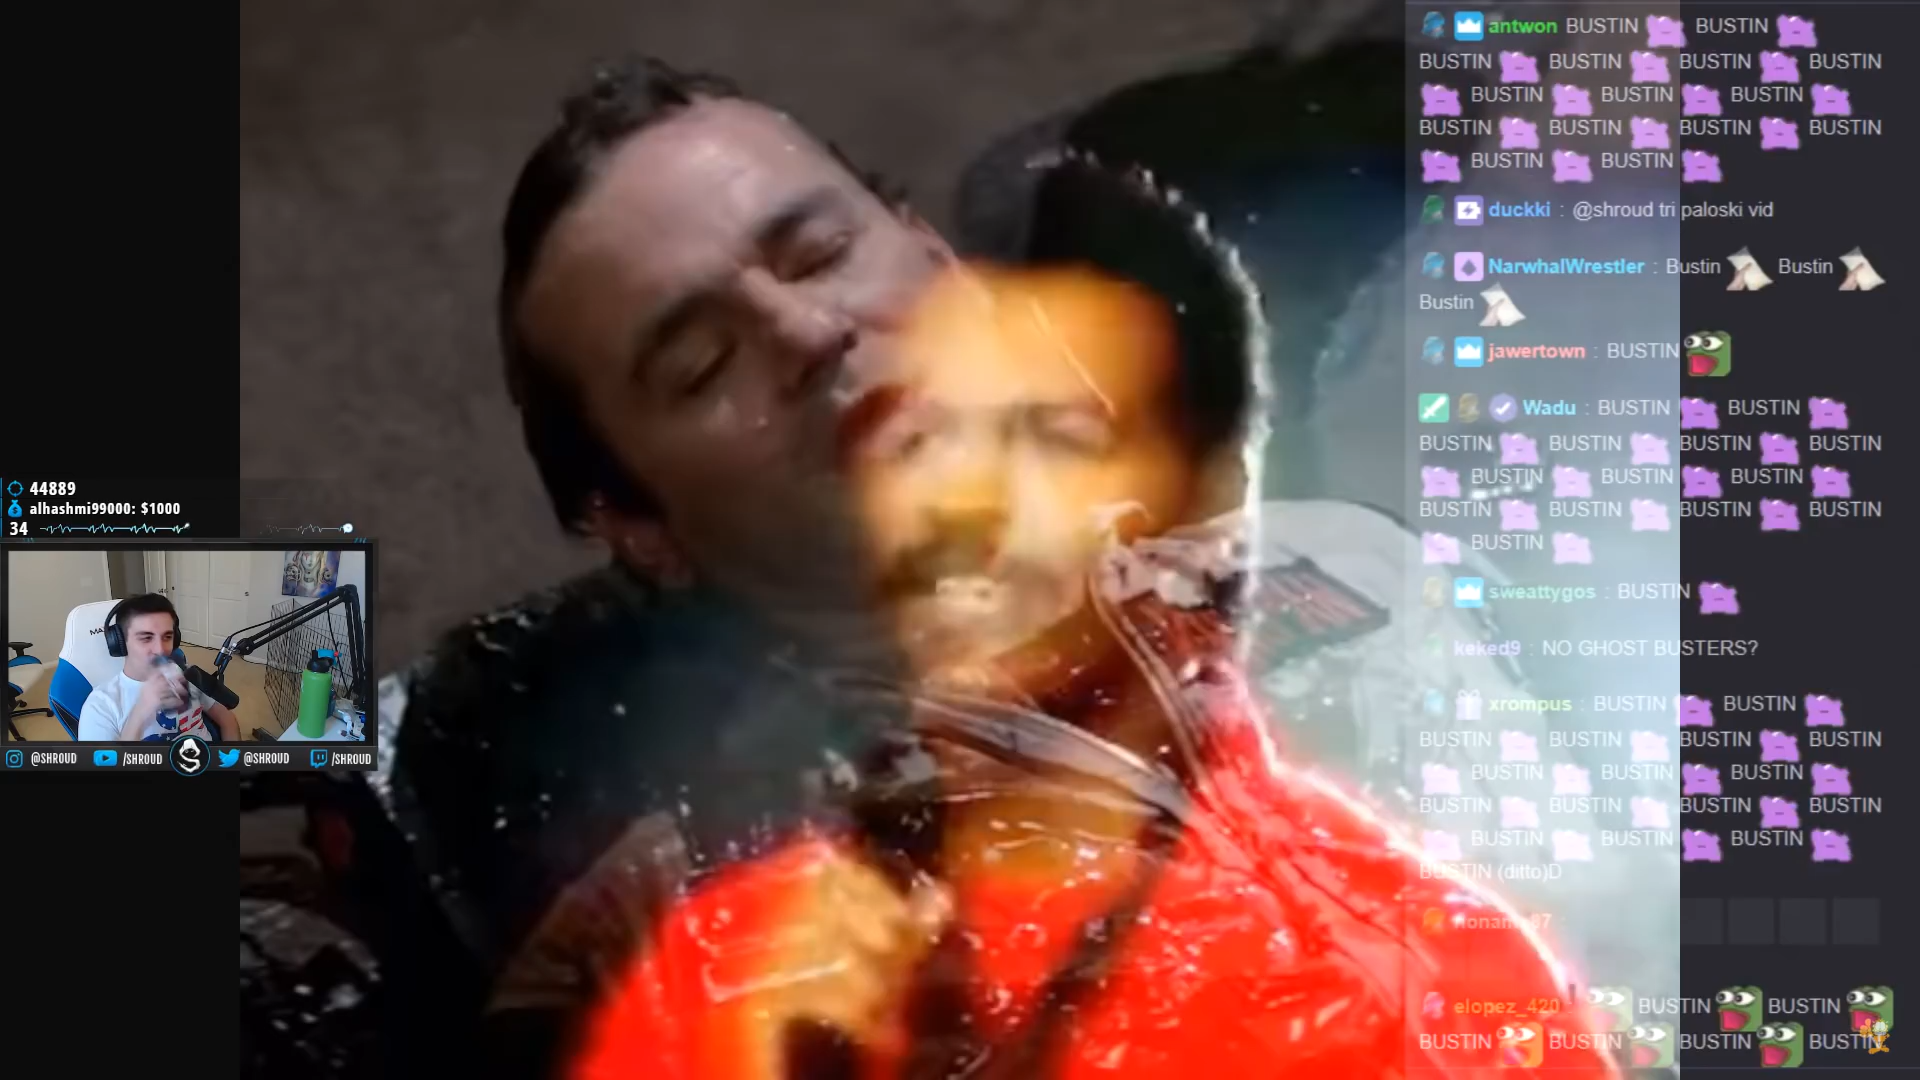 44889
alhashmi99000: $1000
34
@SHROUD /SHROUD @SHROUD /SHROUD
antwon BUSTIN BUSTIN
BUSTIN BUSTIN BUSTIN BUSTIN
BUSTIN BUSTIN BUSTIN
BUSTIN BUSTIN BUSTIN BUSTIN
BUSTIN BUSTIN
duckki : @shroud tri paloski vid
NarwhalWrestler : Bustin Bustin
Bustin
jawertown : BUSTIN
Wadu : BUSTIN BUSTIN
BUSTIN BUSTIN BUSTIN BUSTIN
BUSTIN BUSTIN BUSTIN
BUSTIN BUSTIN BUSTIN BUSTIN
BUSTIN
sweattygos : BUSTIN
keked9 : NO GHOST BUSTERS?
xrompus : BUSTIN BUSTIN
BUSTIN BUSTIN BUSTIN BUSTIN
BUSTIN BUSTIN BUSTIN
BUSTIN BUSTIN BUSTIN BUSTIN
BUSTIN BUSTIN BUSTIN
BUSTIN (ditto)D
elopez_420 BUSTIN BUSTIN
BUSTIN BUSTIN BUSTIN BUSTIN